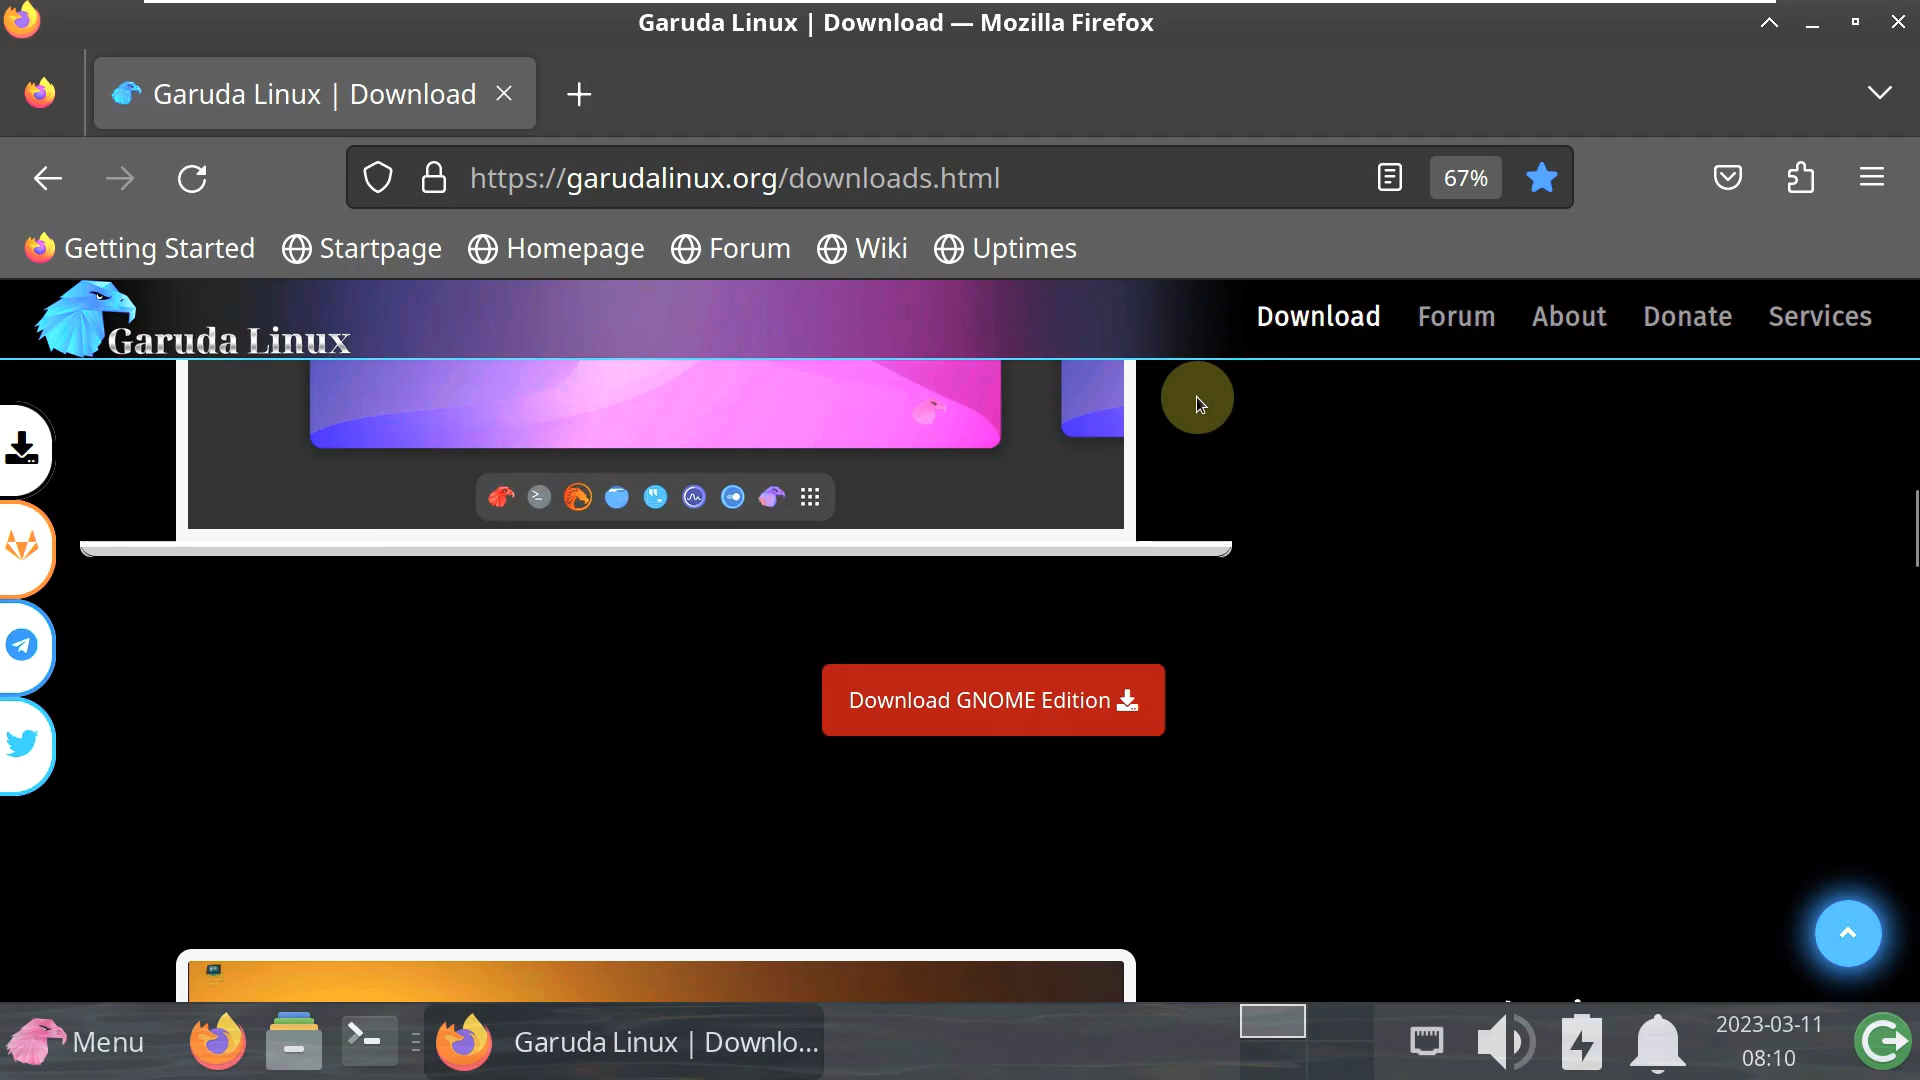 Garuda Linux | Download — Mozilla Firefox
Garuda Linux | Download
https://garudalinux.org/downloads.html
67%
Getting Started
Startpage
Homepage
Forum
Wiki
Uptimes
Garuda Linux
Download
Forum
About
Donate
Services
Download GNOME Edition
Menu
Garuda Linux | Downlo...
2023-03-11
08:10